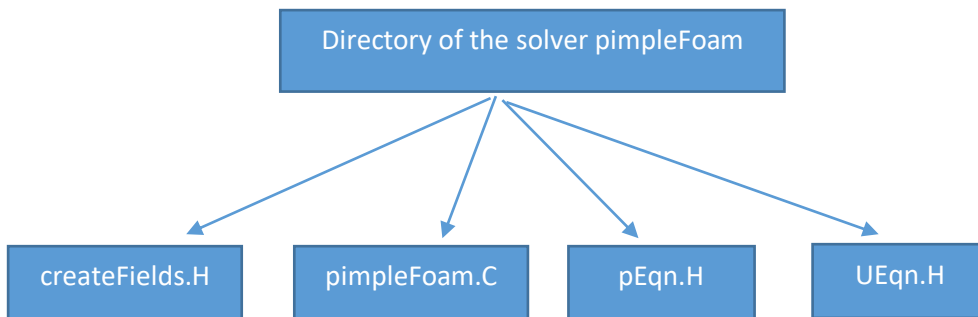 Directory of the solver pimpleFoam
createFields.H
pimpleFoam.C
pEqn.H
UEqn.H